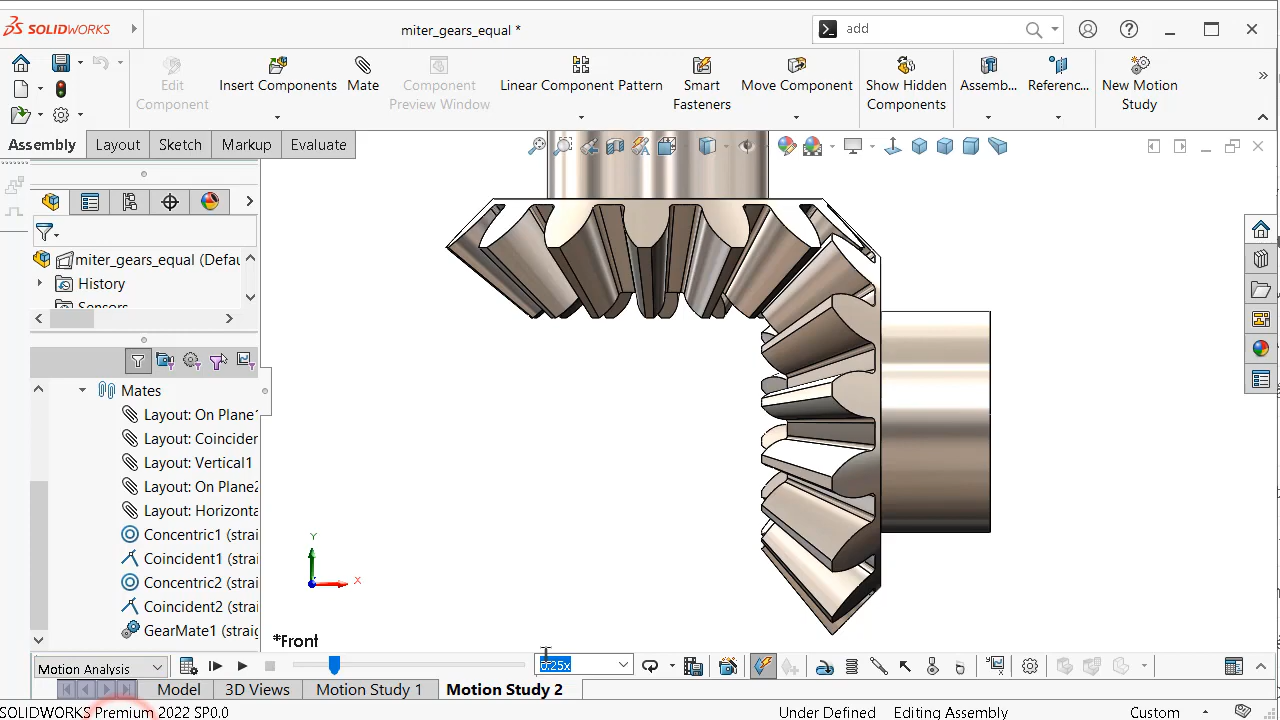 SOLIDWORKS
miter_gears_equal *
add
Edit Component
Insert Components
Mate
Component Preview Window
Linear Component Pattern
Smart Fasteners
Move Component
Show Hidden Components
Assemb...
Referenc...
New Motion Study
Assembly
Layout
Sketch
Markup
Evaluate
miter_gears_equal (Defau
History
Sensors
Mates
Layout: On Plane
Layout: Coinciden
Layout: Vertical1
Layout: On Plane2
Layout: Horizonta
Concentric1 (strai
Coincident1 (strai
Concentric2 (strai
Coincident2 (strai
GearMate1 (straig
Y
X
*Front
Motion Analysis
0.25x
Model
3D Views
Motion Study 1
Motion Study 2
SOLIDWORKS Premium 2022 SP0.0
Under Defined
Editing Assembly
Custom